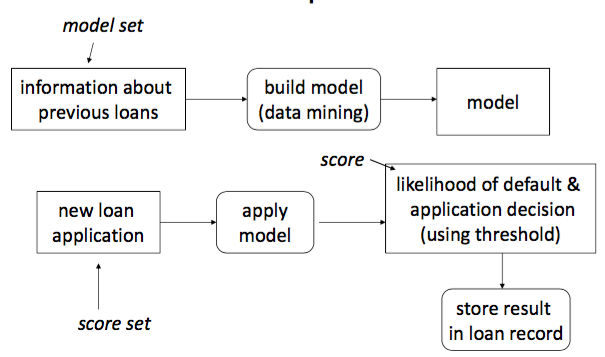 model set
information about
previous loans
build model
(data mining)
model
score
likelihood of default &
application decision
(using threshold)
new loan
application
apply
model
score set
store result
in loan record